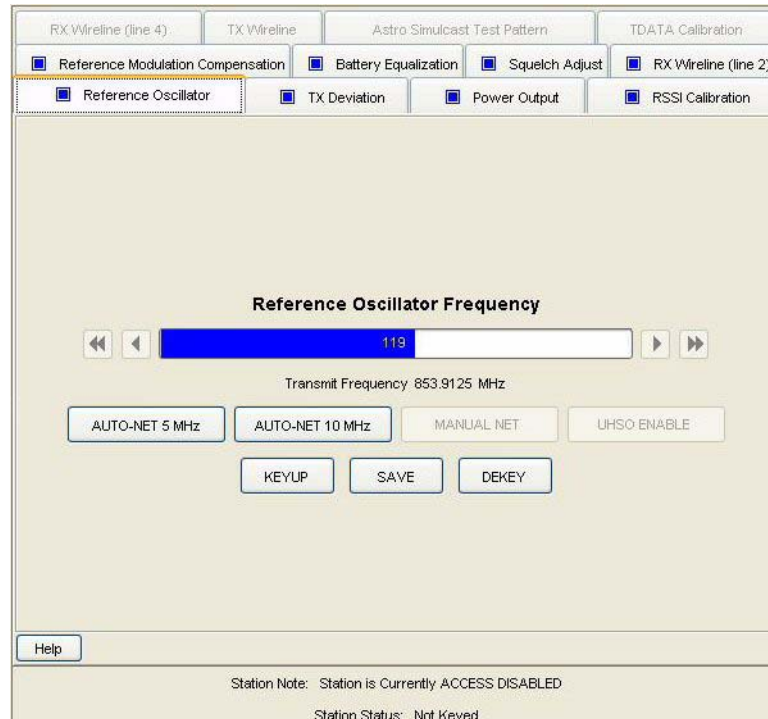 RX Wireline (line 4) TX Wireline Astro Simulcast Test Pattern TDATA Calibration
Reference Modulation Compensation Battery Equalization Squelch Adjust RX Wireline (line 2)
Reference Oscillator TX Deviation Power Output RSSI Calibration
Reference Oscillator Frequency
119
Transmit Frequency 853.9125 MHz
AUTO-NET 5 MHz AUTO-NET 10 MHz MANUAL NET UHSO ENABLE
KEYUP SAVE DEKEY
Help
Station Note: Station is Currently ACCESS DISABLED
Station Status: Not Keyed